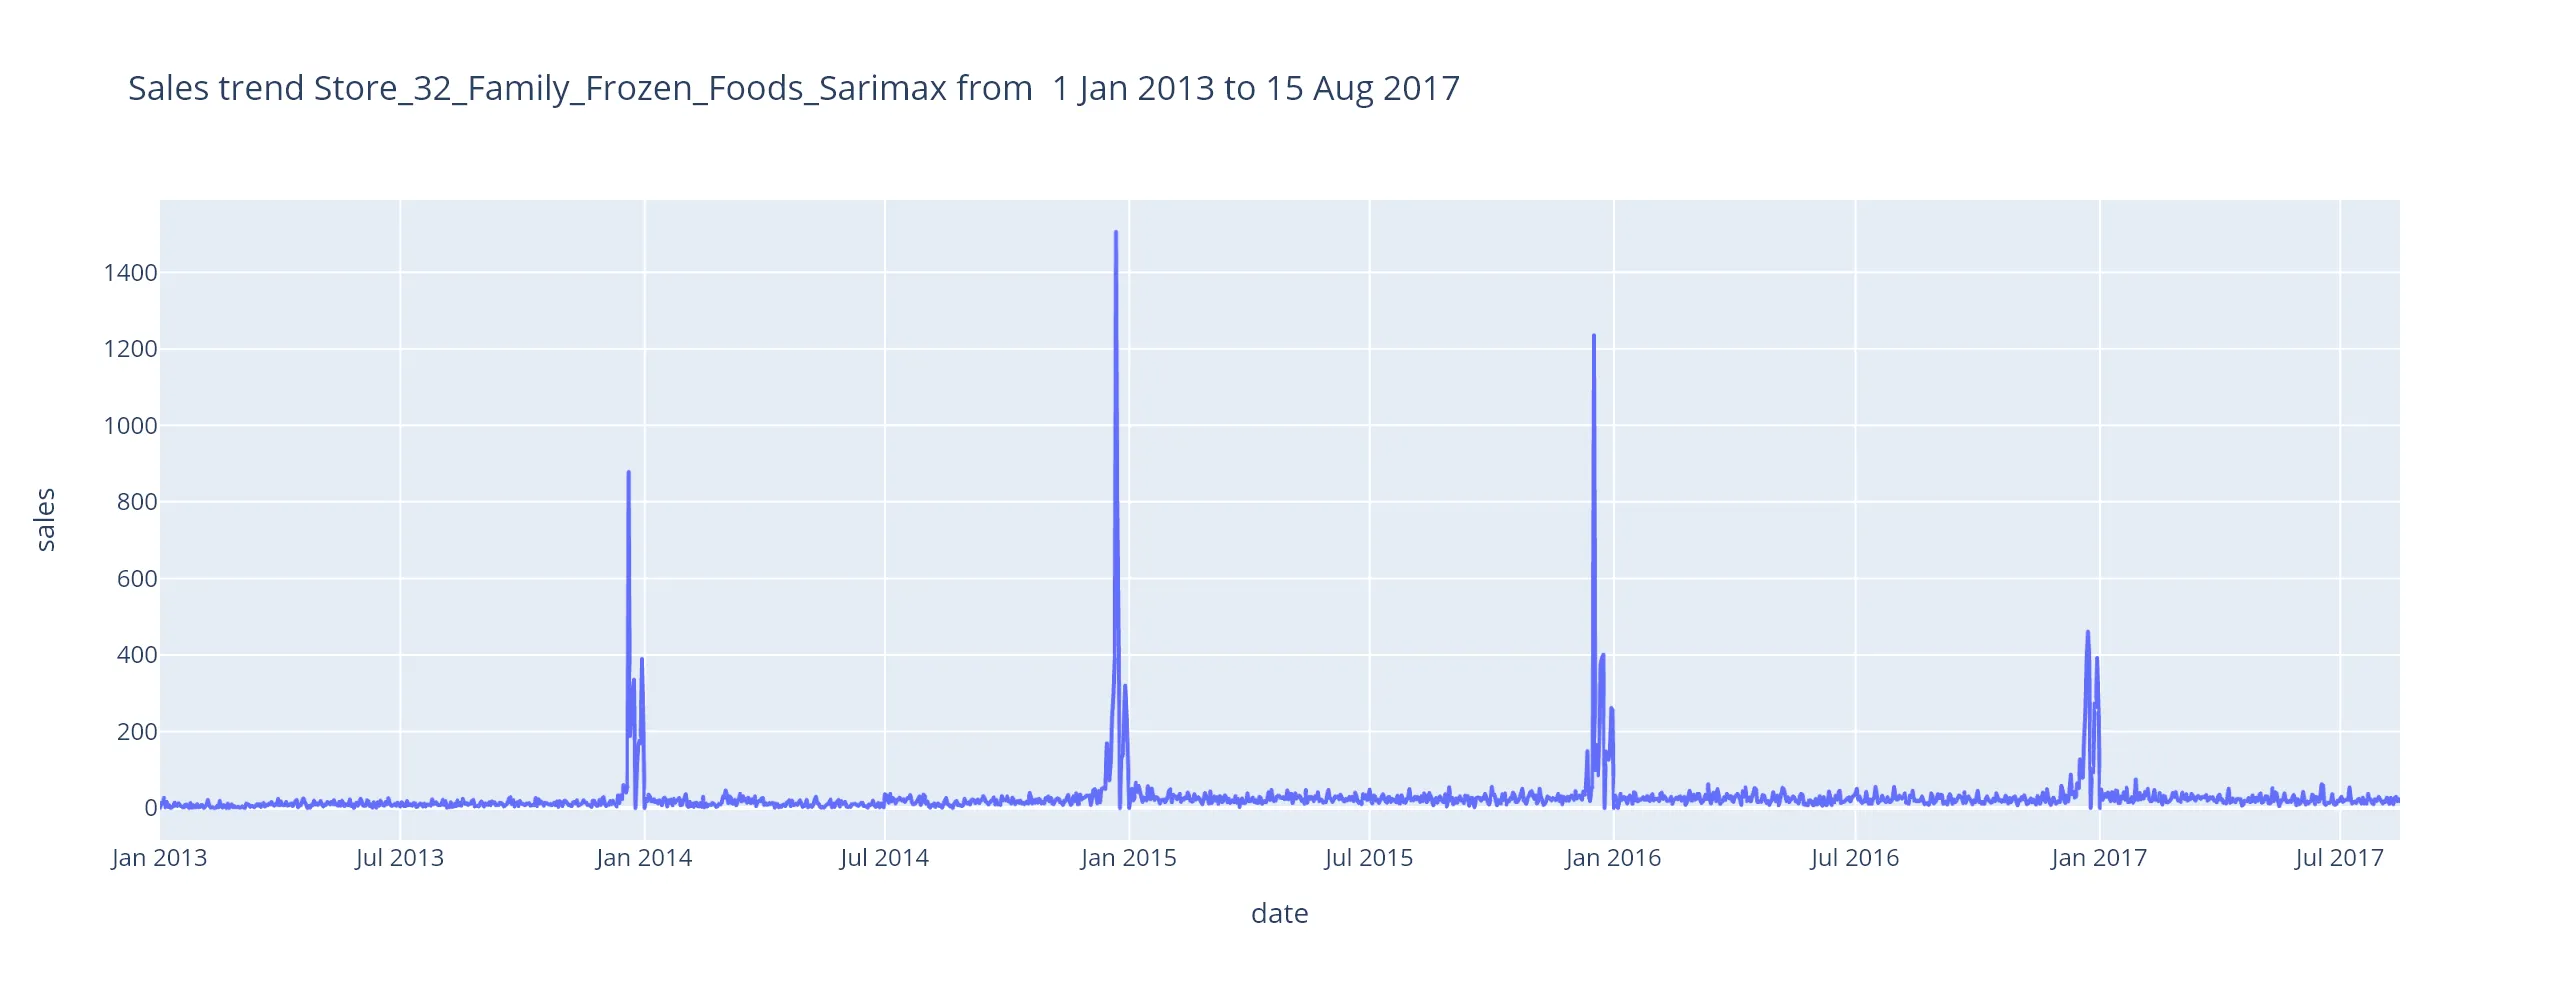 Sales trend Store_32_Family_Frozen_Foods_Sarimax from  1 Jan 2013 to 15 Aug 2017
1400
1200
1000
800
600
400
200
0
sales
Jan 2013 Jul 2013 Jan 2014 Jul 2014 Jan 2015 Jul 2015 Jan 2016 Jul 2016 Jan 2017 Jul 2017
date